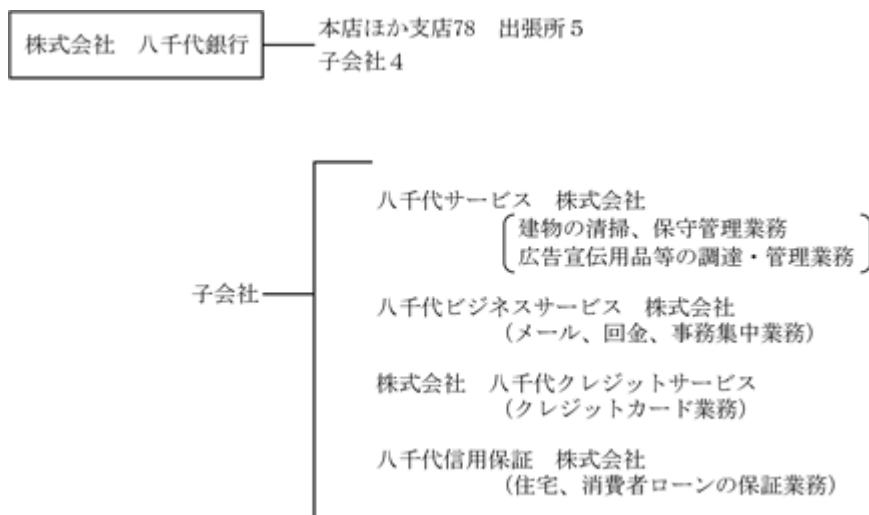 株式会社　八千代銀行
本店ほか支店78　出張所５
子会社４
子会社
八千代サービス　株式会社
建物の清掃、保守管理業務
広告宣伝用品等の調達・管理業務
八千代ビジネスサービス　株式会社
（メール、回金、事務集中業務）
株式会社　八千代クレジットサービス
（クレジットカード業務）
八千代信用保証　株式会社
（住宅、消費者ローンの保証業務）